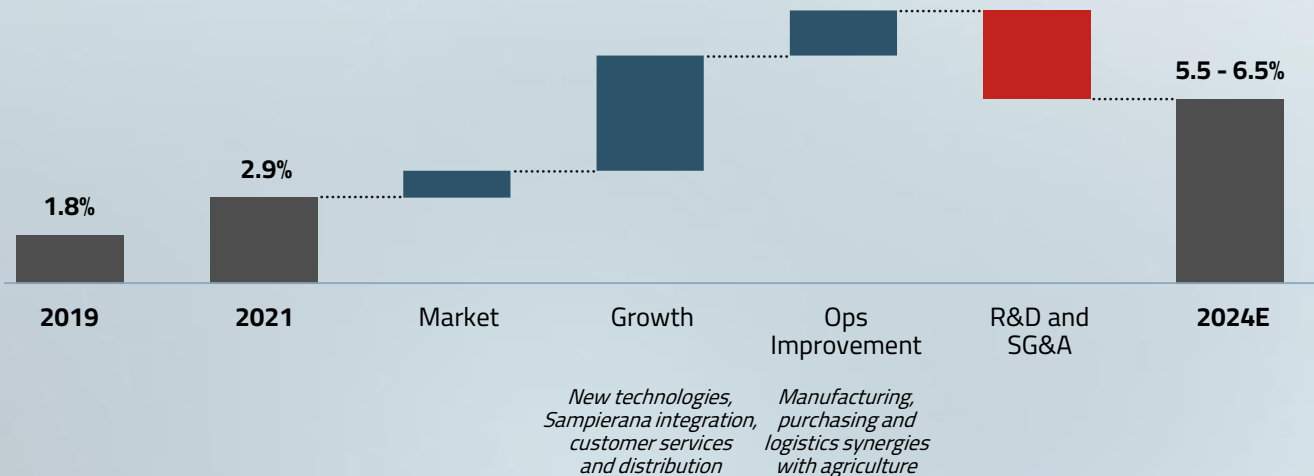 5.5 - 6.5%
2.9%
1.8%
2019
2021
Market
Growth
Ops
Improvement
R&D and
SG&A
2024E
New technologies,
Sampierana integration,
customer services
and distribution
Manufacturing,
purchasing and
logistics synergies
with agriculture